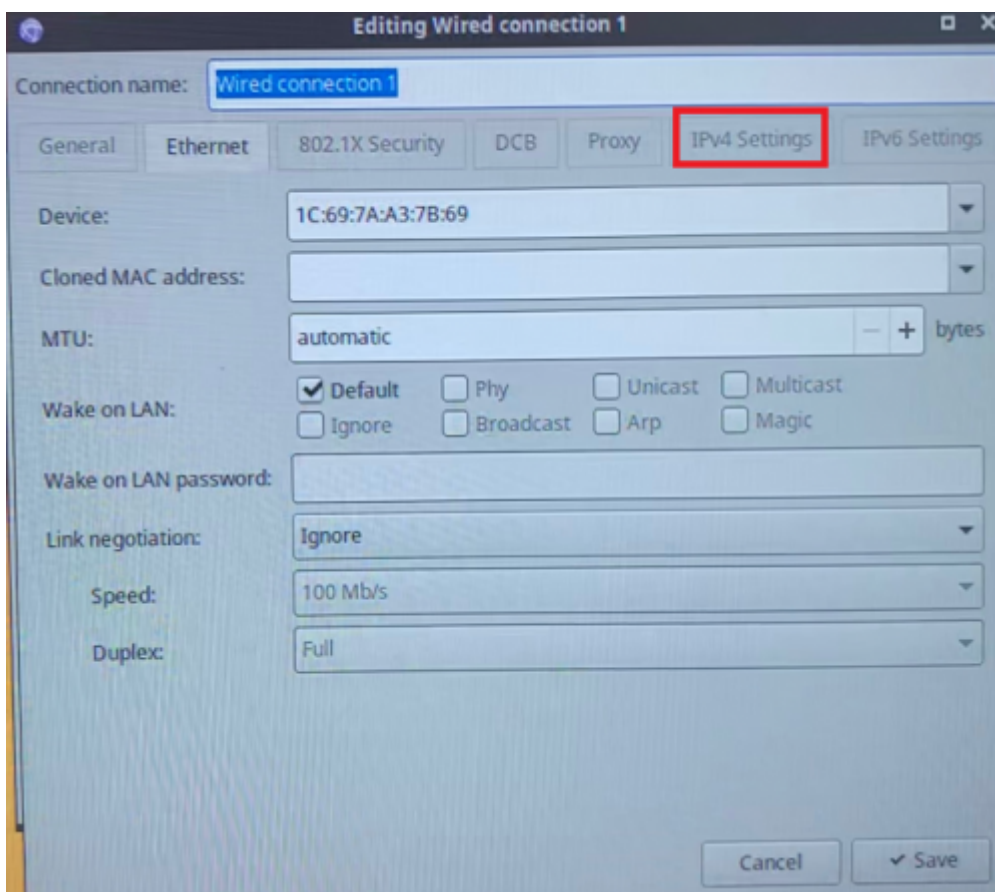 Editing Wired connection 1
Connection name: Wired connection 1
General Ethernet 802.1X Security DCB Proxy IPv4 Settings IPv6 Settings
Device: 1C:69:7A:A3:7B:69
Cloned MAC address:
MTU: automatic bytes
Wake on LAN: Default Phy Unicast Multicast
Ignore Broadcast Arp Magic
Wake on LAN password:
Link negotiation: Ignore
Speed: 100 Mb/s
Duplex: Full
Cancel Save